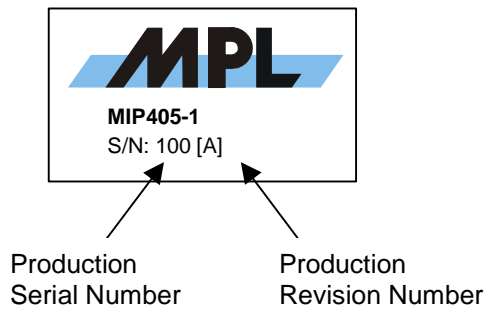 MPL
MIP405-1
S/N: 100 [A]
Production Production
Serial Number Revision Number